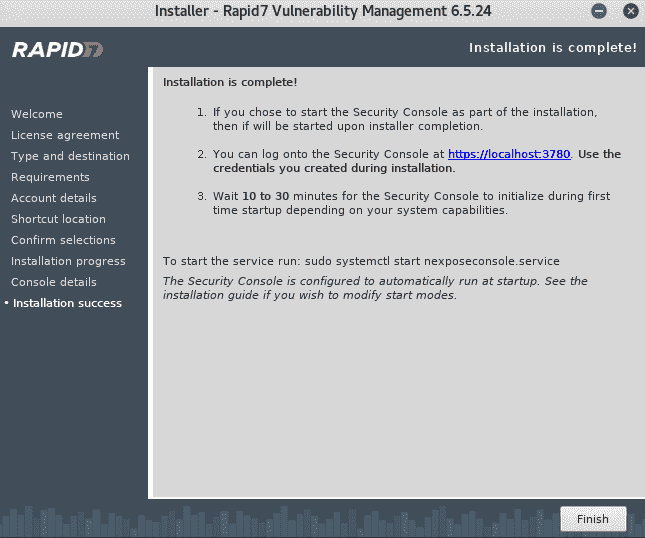 Installer - Rapid7 Vulnerability Management 6.5.24
RAPID7
Installation is complete!
Installation is complete!
Welcome
License agreement
Type and destination
Requirements
Account details
Shortcut location
Confirm selections
Installation progress
Console details
• Installation success
1. If you chose to start the Security Console as part of the installation,
then if will be started upon installer completion.
2. You can log onto the Security Console at https://localhost:3780. Use the
credentials you created during installation.
3. Wait 10 to 30 minutes for the Security Console to initialize during first
time startup depending on your system capabilities.
To start the service run: sudo systemctl start nexposeconsole.service
The Security Console is configured to automatically run at startup. See the
installation guide if you wish to modify start modes.
Finish